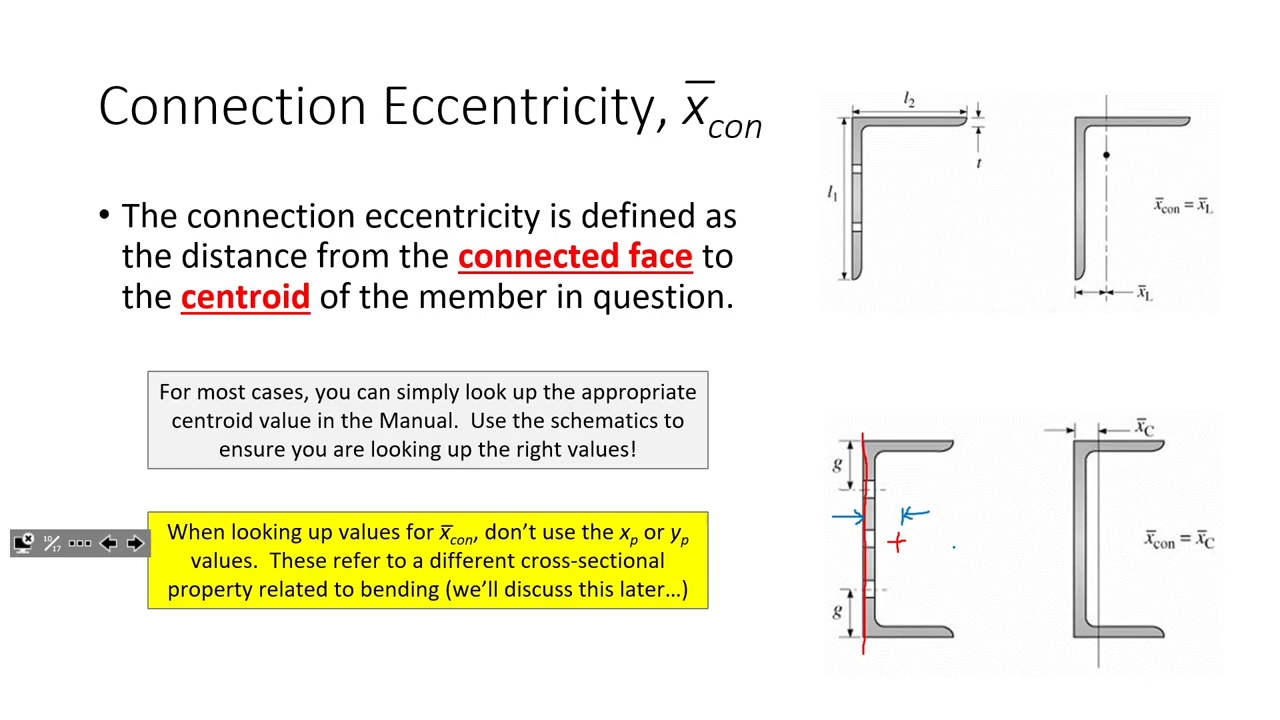 Connection Eccentricity, x̅con
• The connection eccentricity is defined as
the distance from the connected face to
the centroid of the member in question.
For most cases, you can simply look up the appropriate
centroid value in the Manual. Use the schematics to
ensure you are looking up the right values!
When looking up values for x̅con, don’t use the xp or yp
values. These refer to a different cross-sectional
property related to bending (we’ll discuss this later…)
10/17
l2
t
l1
x̅con = x̅L
x̅L
g
g
x̅C
x̅con = x̅C